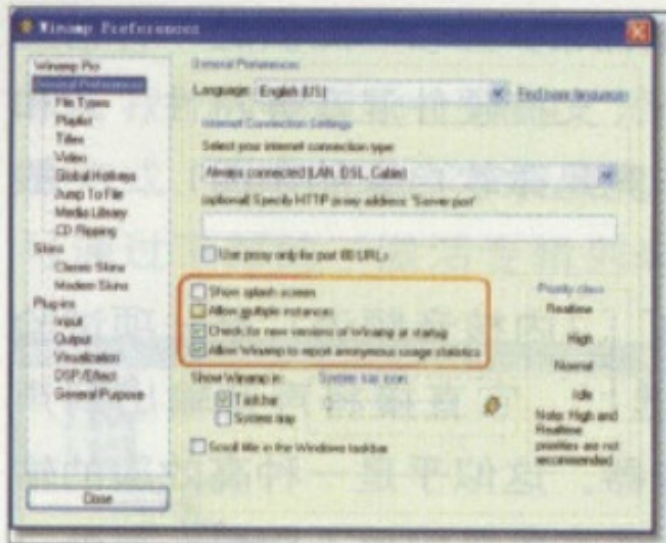 Winamp Preferences
Winamp Pro
General Preferences
File Types
Playlist
Titles
Video
Global Hotkeys
Jump To File
Media Library
CD Ripping
Skins
Classic Skins
Modern Skins
Plug-ins
Input
Output
Visualization
DSP/Effect
General Purpose
Close
General Preferences
Language: English (US)
Find more languages
Internet Connection Settings
Select your internet connection type:
Always connected (LAN, DSL, Cable)
(optional) Specify HTTP proxy address: "Server:port"
Use proxy only for port 80 URLs
Show splash screen
Allow multiple instances
Check for new versions of Winamp at startup
Allow Winamp to report anonymous usage statistics
Show Winamp in:
System tray icon:
Taskbar
System tray
Scroll title in the Windows taskbar
Priority class
Realtime
High
Normal
Idle
Note: High and
Realtime
priorities are not
recommended